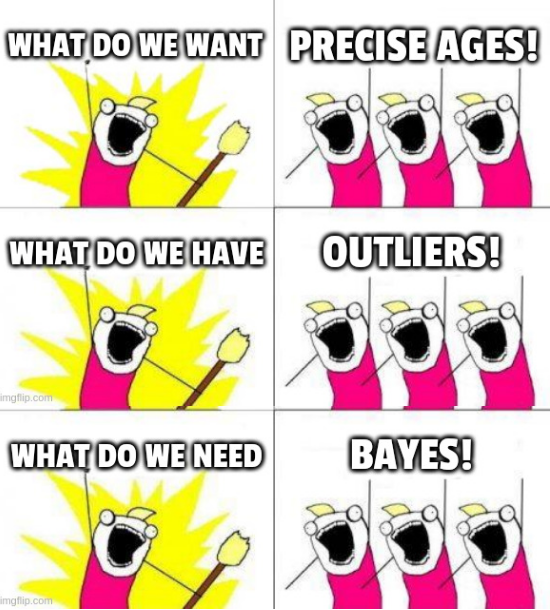 WHAT DO WE WANT
PRECISE AGES!
WHAT DO WE HAVE
OUTLIERS!
imgflip.com
WHAT DO WE NEED
BAYES!
imgflip.com